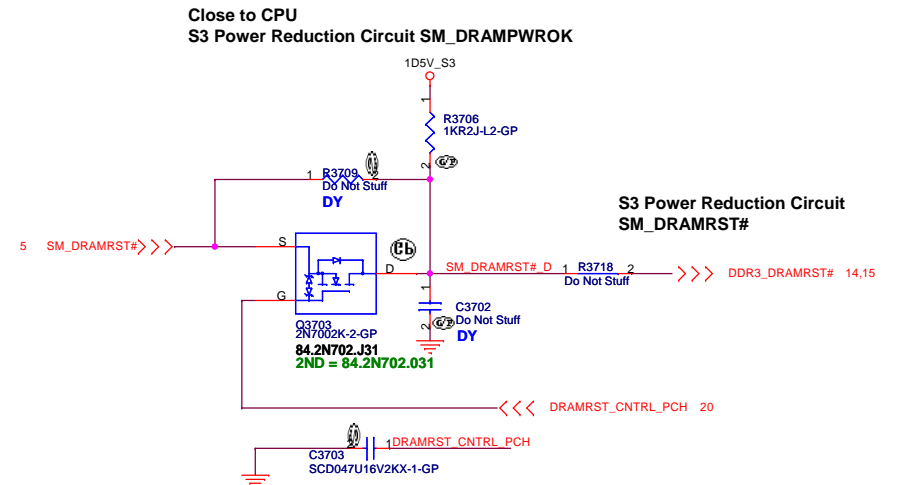 Close to CPU
S3 Power Reduction Circuit SM_DRAMPWROK
1D5V_S3
1
R3706
1KR2J-L2-GP
2
1 R3709 2
Do Not Stuff
DY
S3 Power Reduction Circuit
SM_DRAMRST#
5 SM_DRAMRST#
S
D
SM_DRAMRST#_D
1 R3718 2
Do Not Stuff
DDR3_DRAMRST# 14,15
G
1
C3702
Do Not Stuff
2
DY
Q3703
2N7002K-2-GP
84.2N702.J31
2ND = 84.2N702.031
DRAMRST_CNTRL_PCH 20
1 DRAMRST_CNTRL_PCH
C3703
SCD047U16V2KX-1-GP